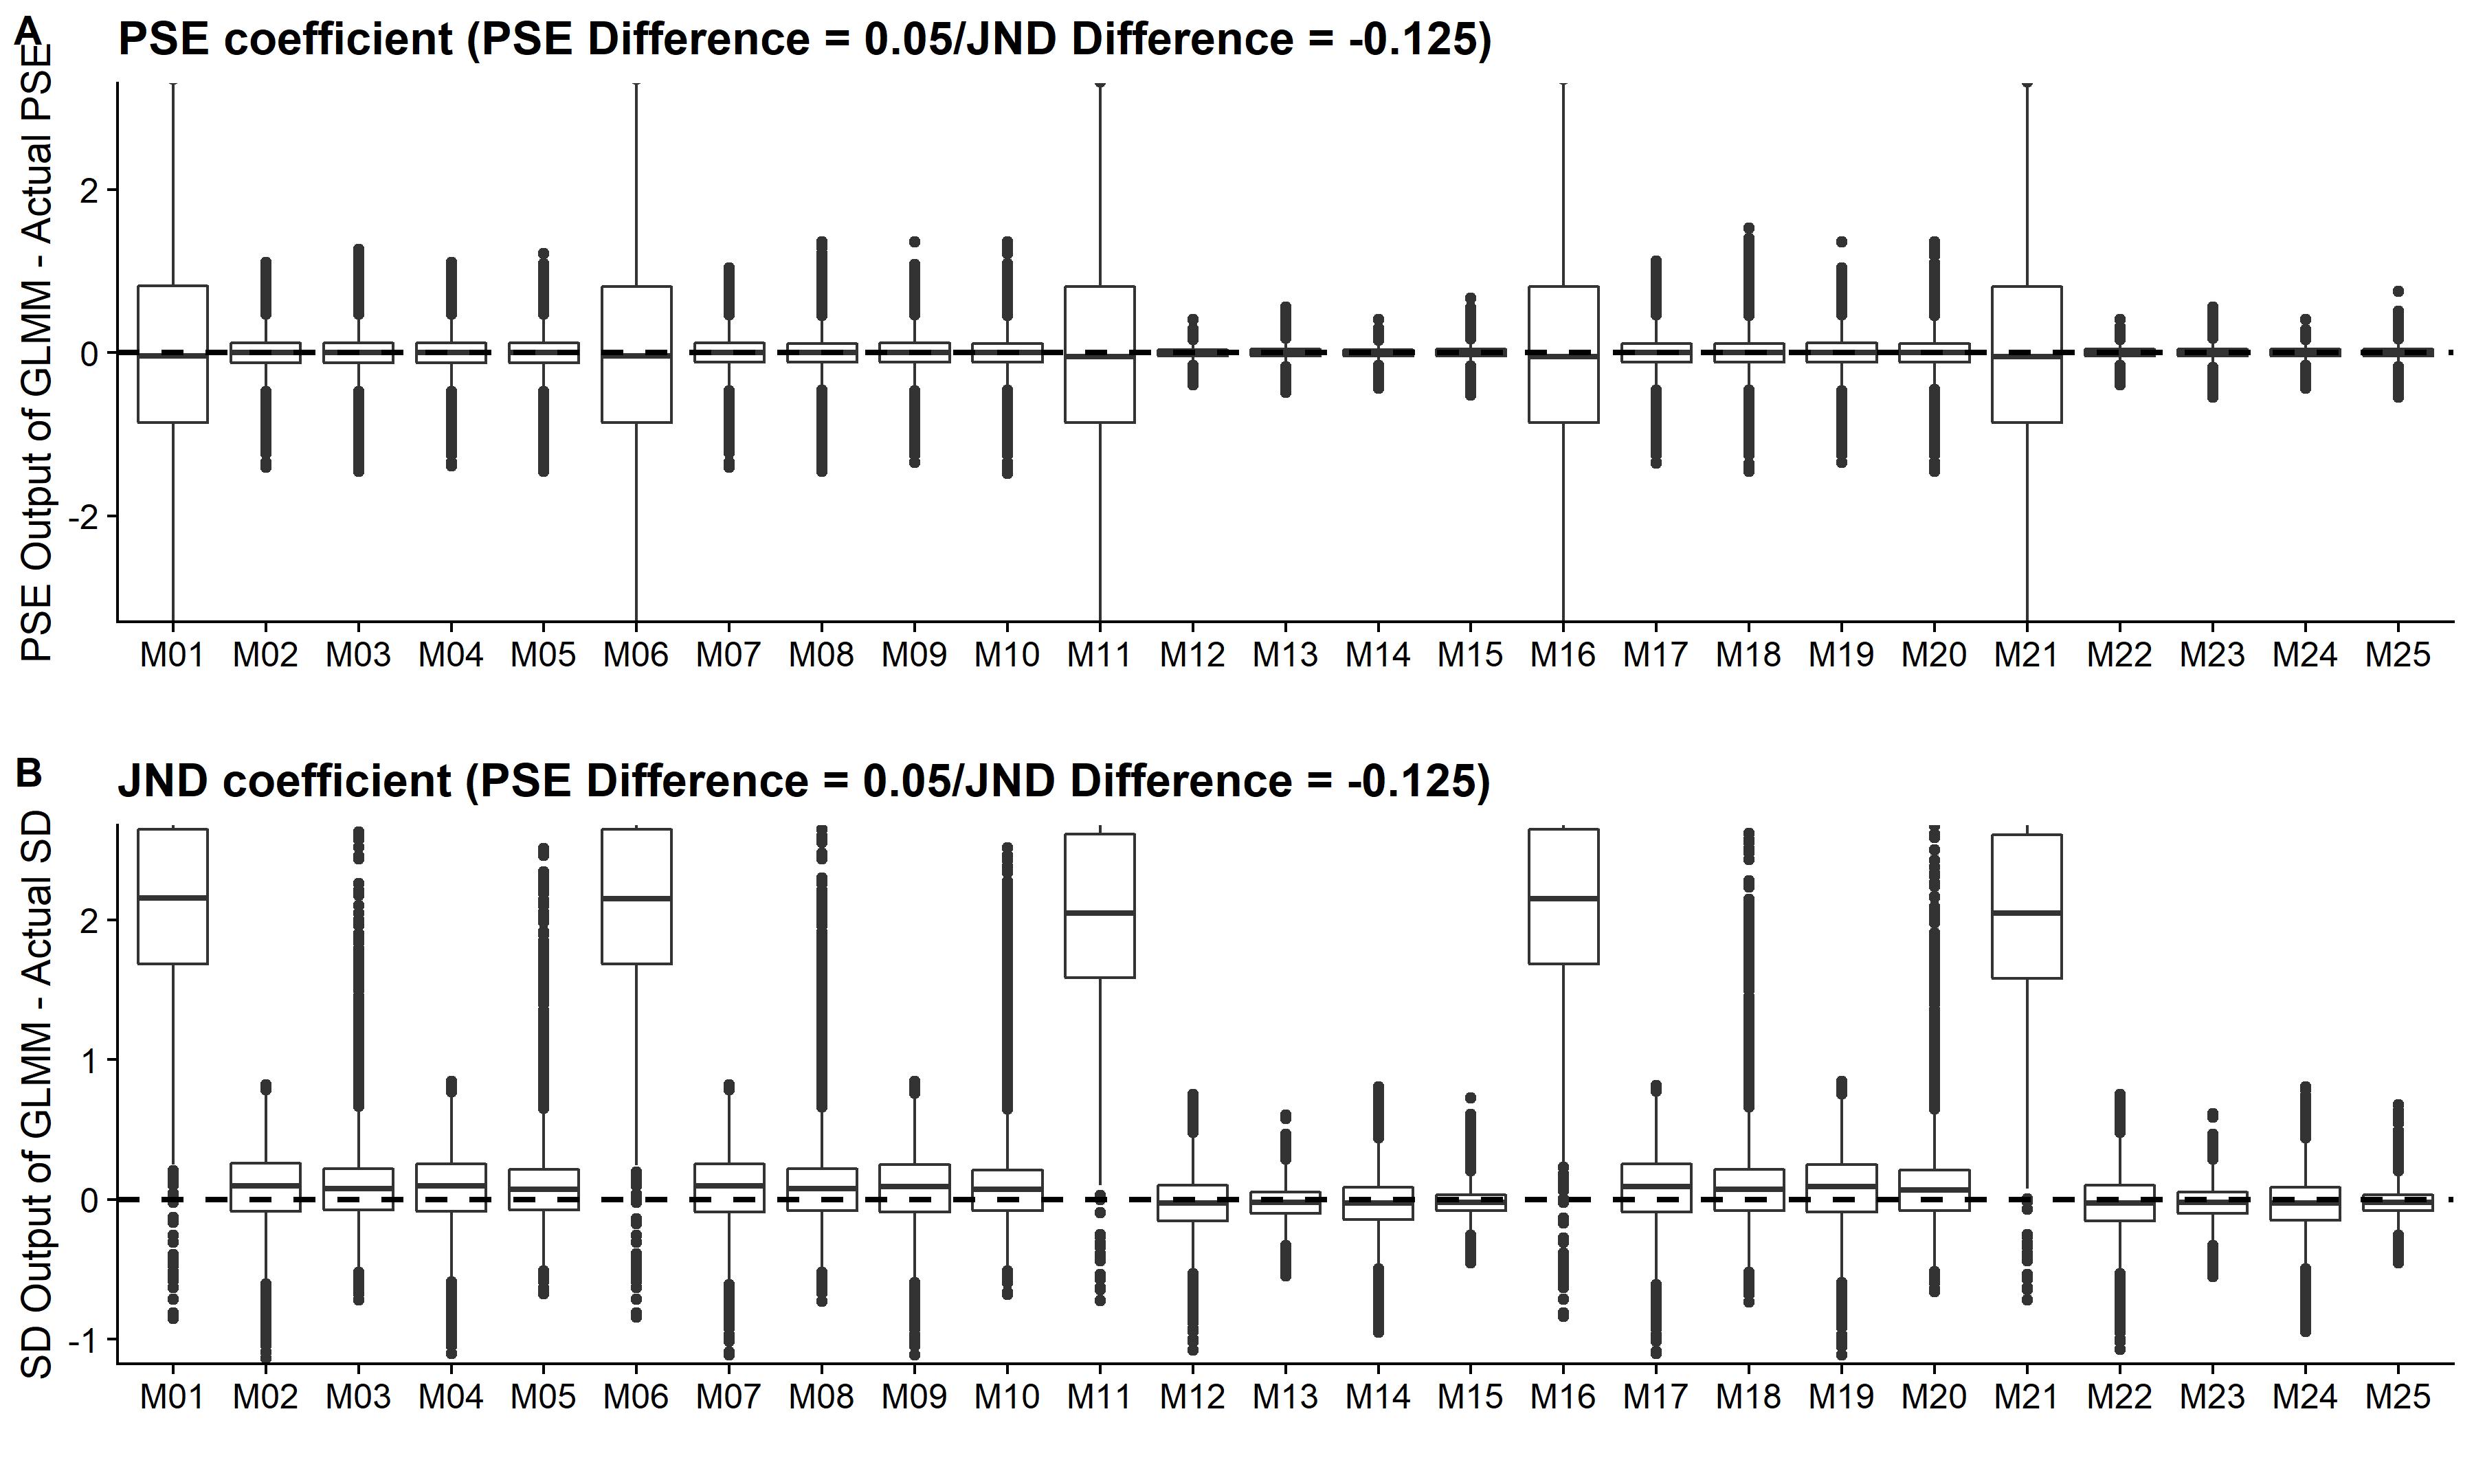 A
PSE coefficient (PSE Difference = 0.05/JND Difference = -0.125)
PSE Output of GLMM - Actual PSE
2
0
-2
M01 M02 M03 M04 M05 M06 M07 M08 M09 M10 M11 M12 M13 M14 M15 M16 M17 M18 M19 M20 M21 M22 M23 M24 M25
B
JND coefficient (PSE Difference = 0.05/JND Difference = -0.125)
SD Output of GLMM - Actual SD
2
1
0
-1
M01 M02 M03 M04 M05 M06 M07 M08 M09 M10 M11 M12 M13 M14 M15 M16 M17 M18 M19 M20 M21 M22 M23 M24 M25